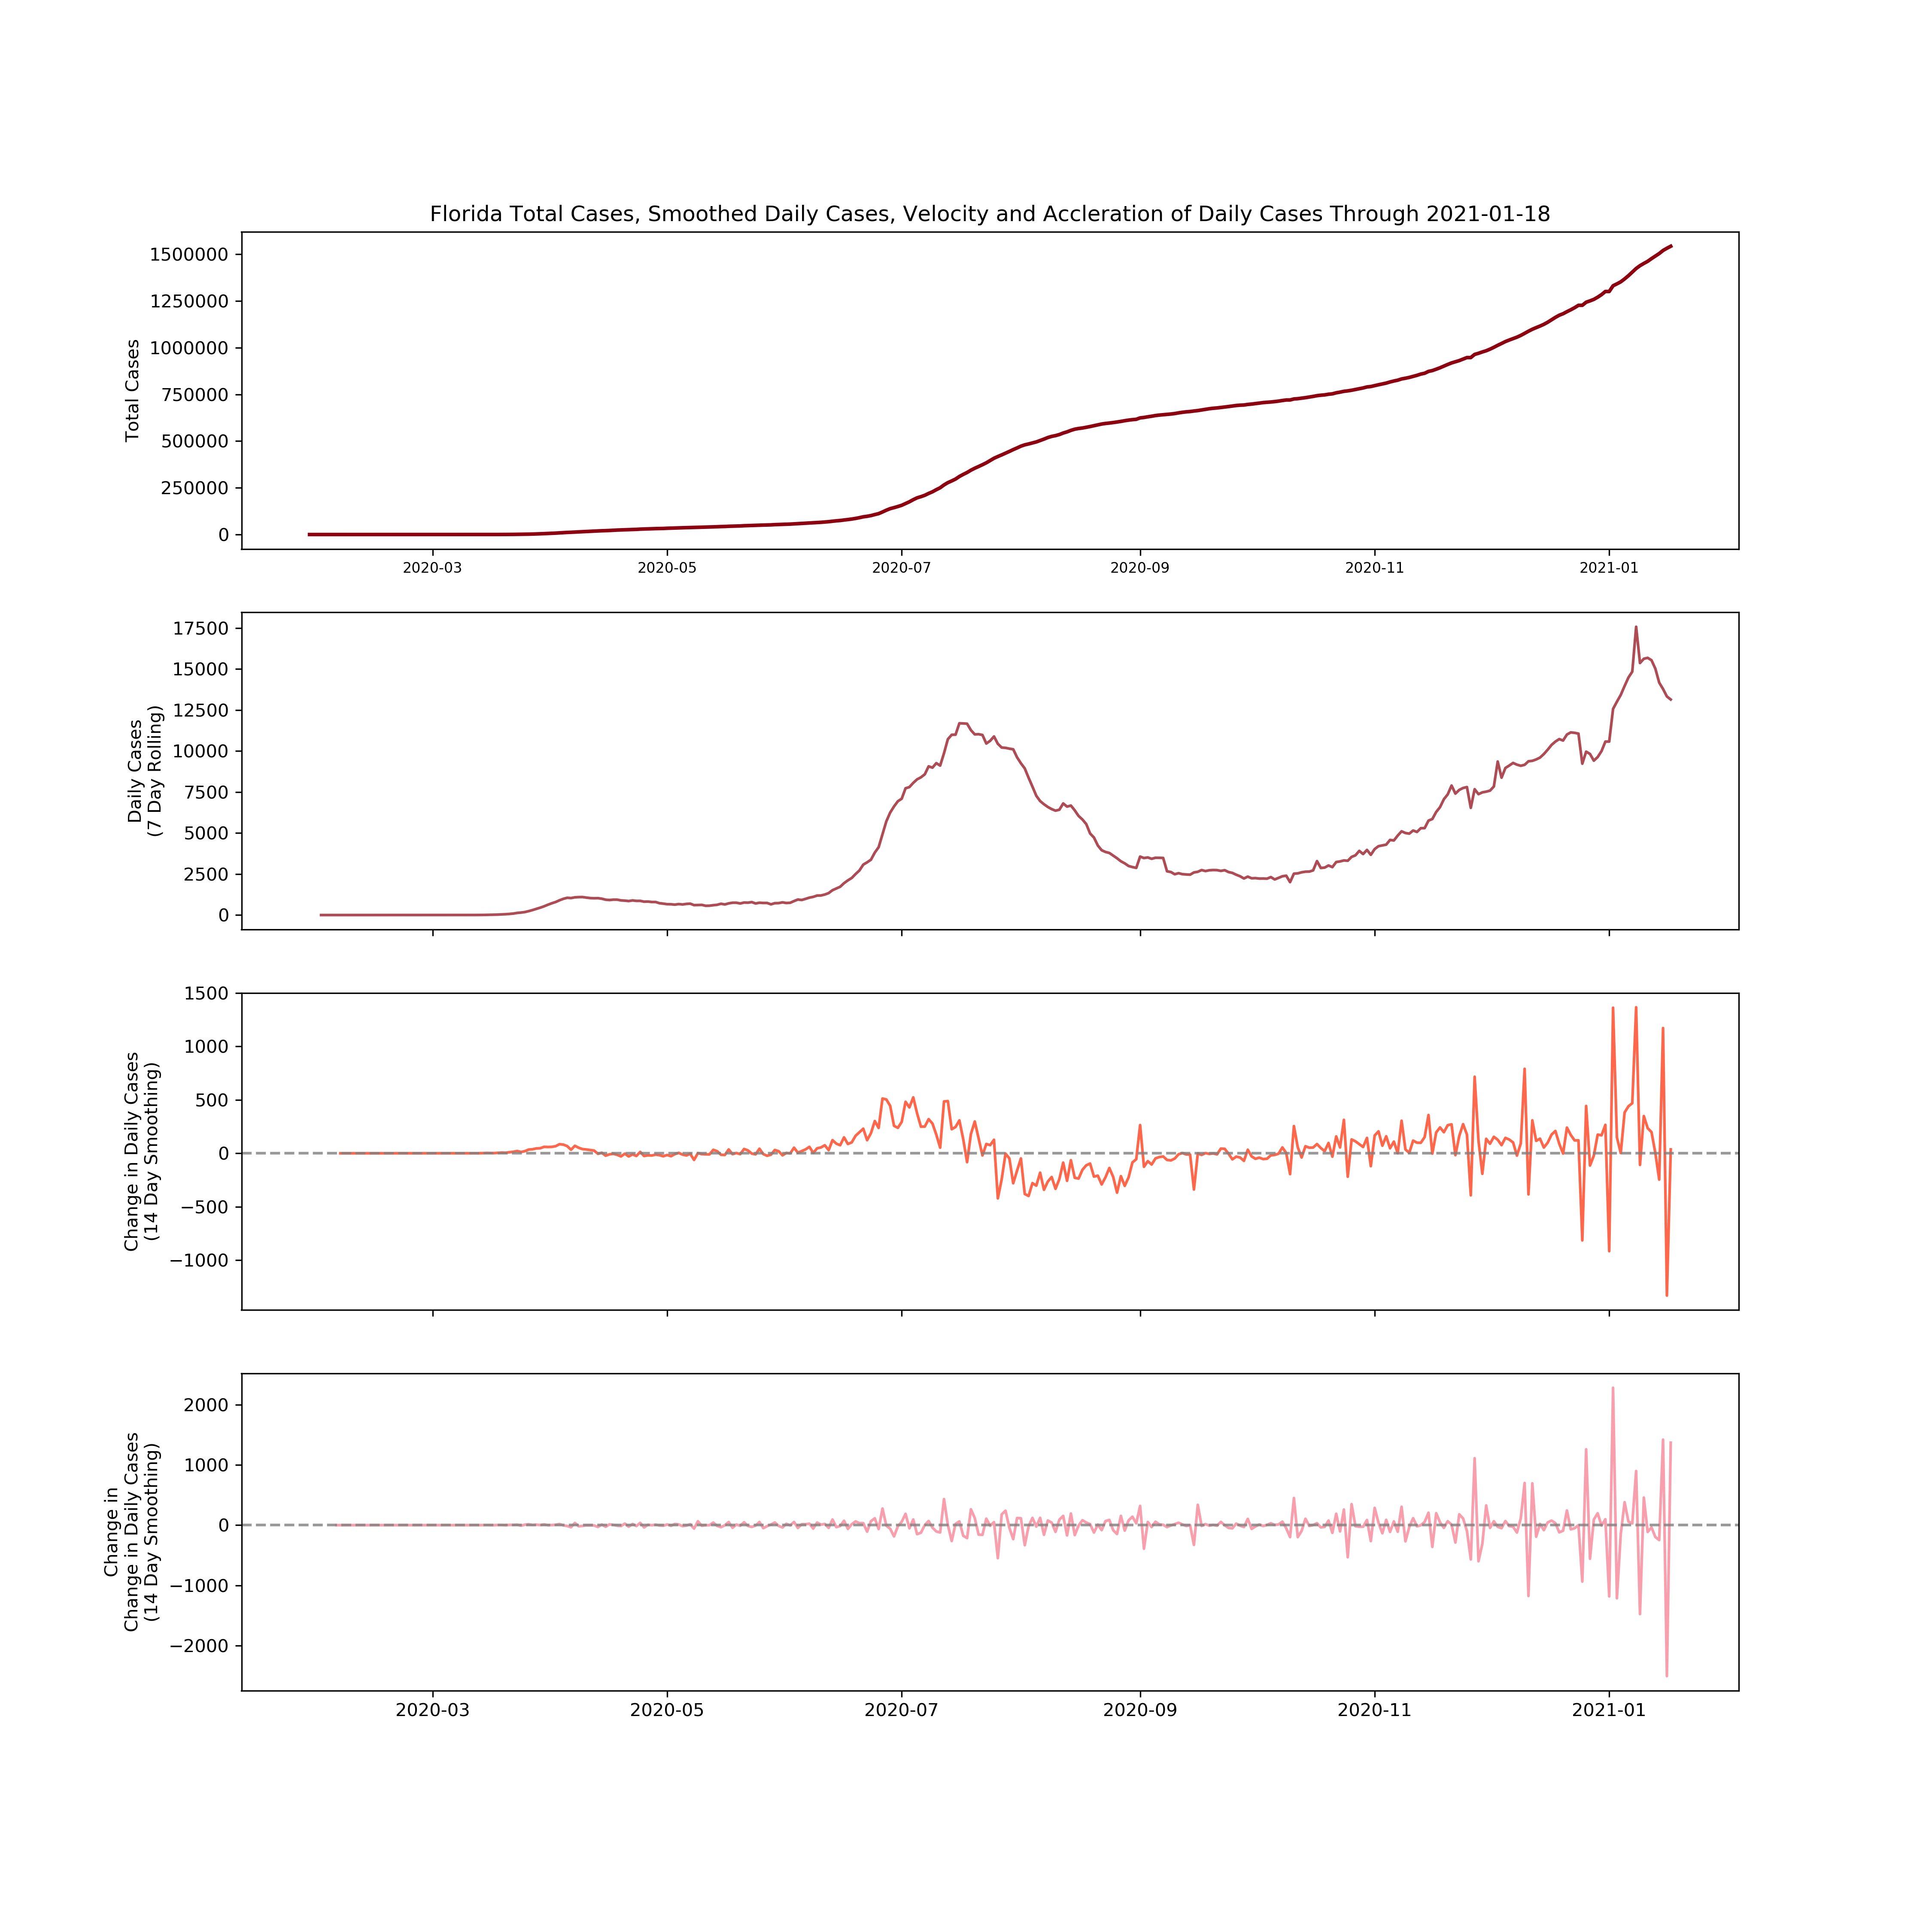 Florida Total Cases, Smoothed Daily Cases, Velocity and Accleration of Daily Cases Through 2021-01-18
Total Cases
1500000
1250000
1000000
750000
500000
250000
0
2020-03 2020-05 2020-07 2020-09 2020-11 2021-01
Daily Cases
(7 Day Rolling)
17500
15000
12500
10000
7500
5000
2500
0
Change in Daily Cases
(14 Day Smoothing)
1500
1000
500
0
−500
−1000
Change in
Change in Daily Cases
(14 Day Smoothing)
2000
1000
0
−1000
−2000
2020-03 2020-05 2020-07 2020-09 2020-11 2021-01